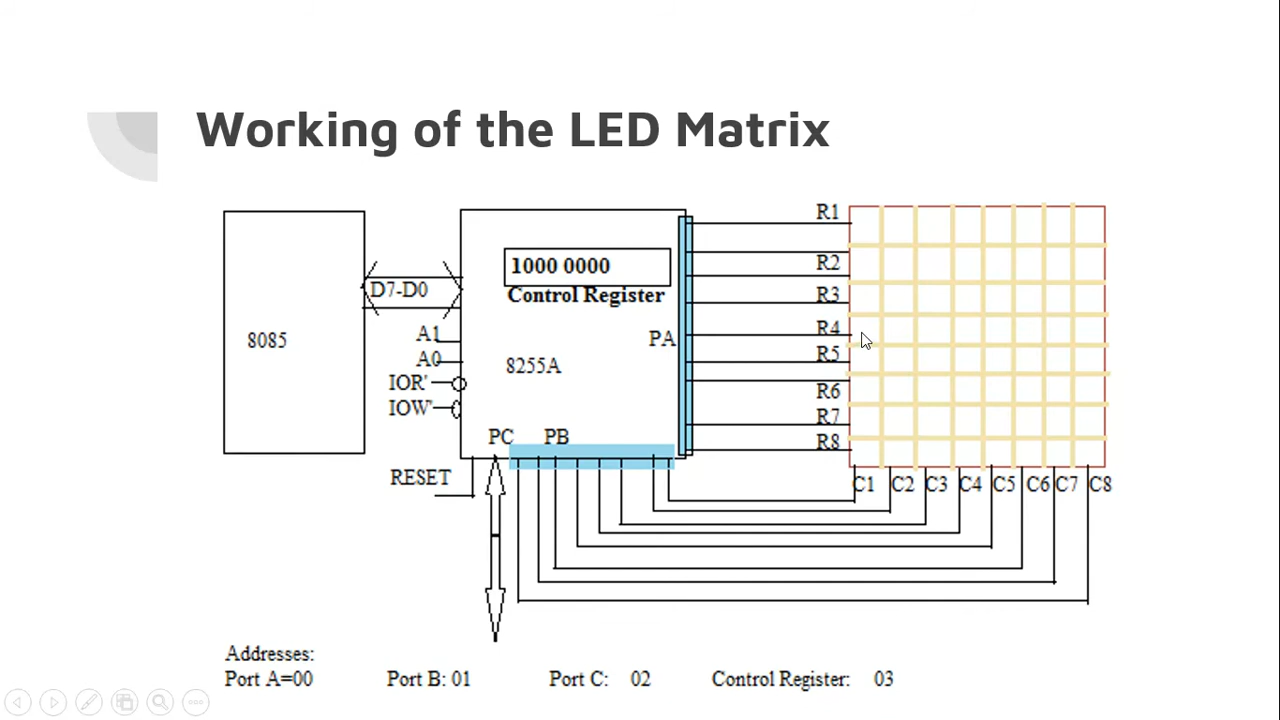 Working of the LED Matrix
R1
1000 0000
R2
Control Register
D7-D0
R3
A1
R4
8085
PA
A0
8255A
R5
IOR'
R6
IOW'
R7
PC PB
R8
RESET
C1 C2 C3 C4 C5 C6 C7 C8
Addresses:
Port A=00 Port B: 01 Port C: 02 Control Register: 03